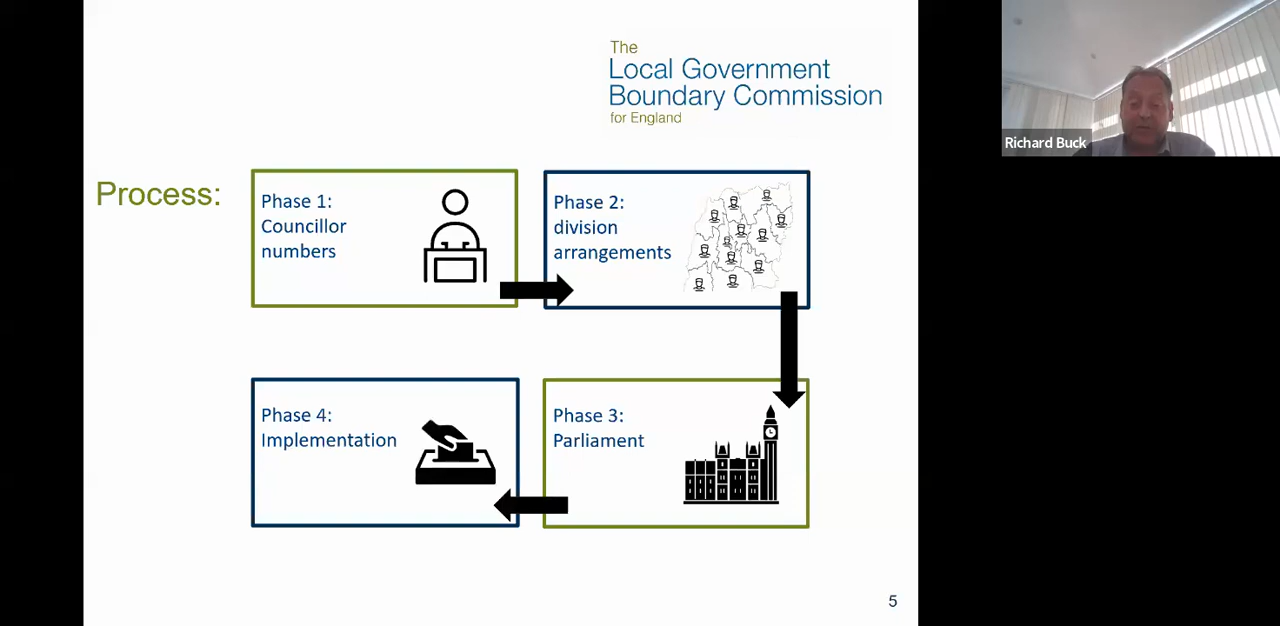 The
Local Government
Boundary Commission
for England
Richard Buck
Process:
Phase 1:
Councillor
numbers
Phase 2:
division
arrangements
Phase 4:
Implementation
Phase 3:
Parliament
5